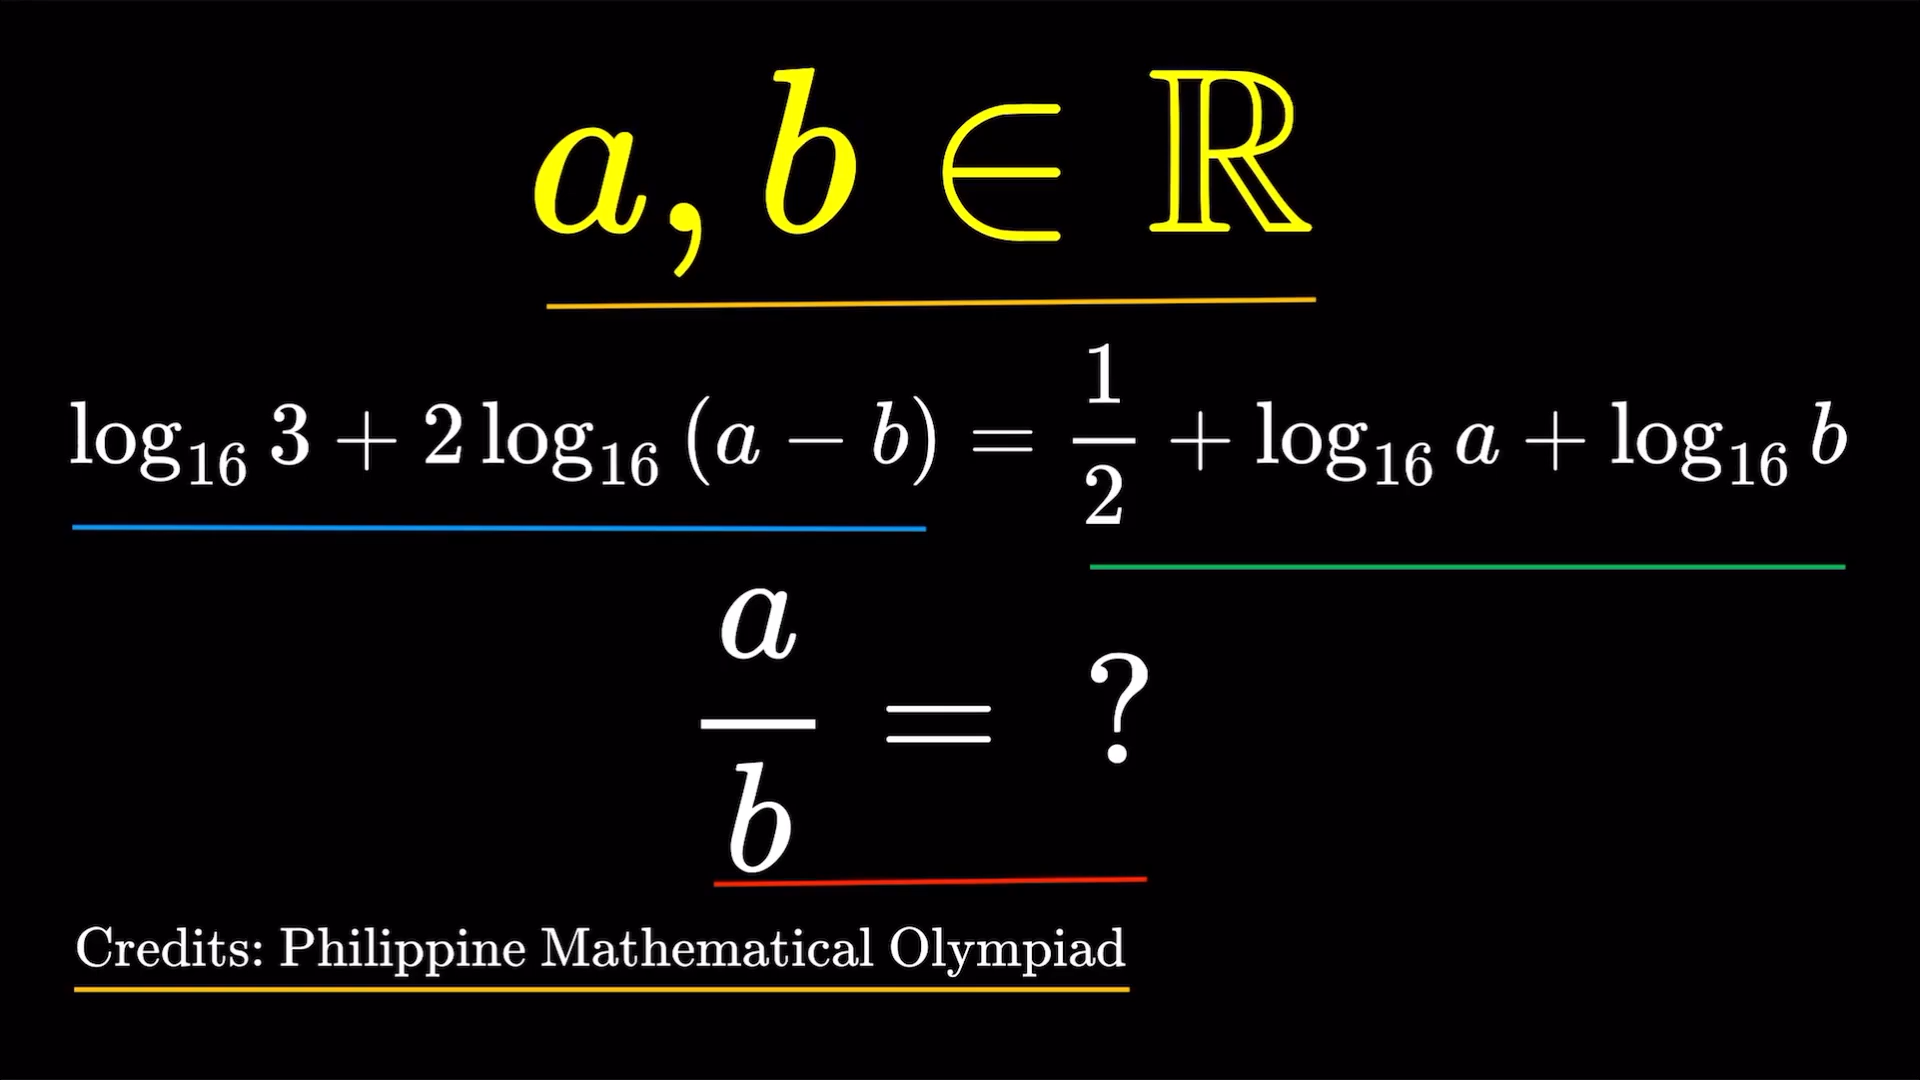 a, b ∈ ℝ
log₁₆ 3 + 2 log₁₆ (a − b) = 1/2 + log₁₆ a + log₁₆ b
a/b = ?
Credits: Philippine Mathematical Olympiad